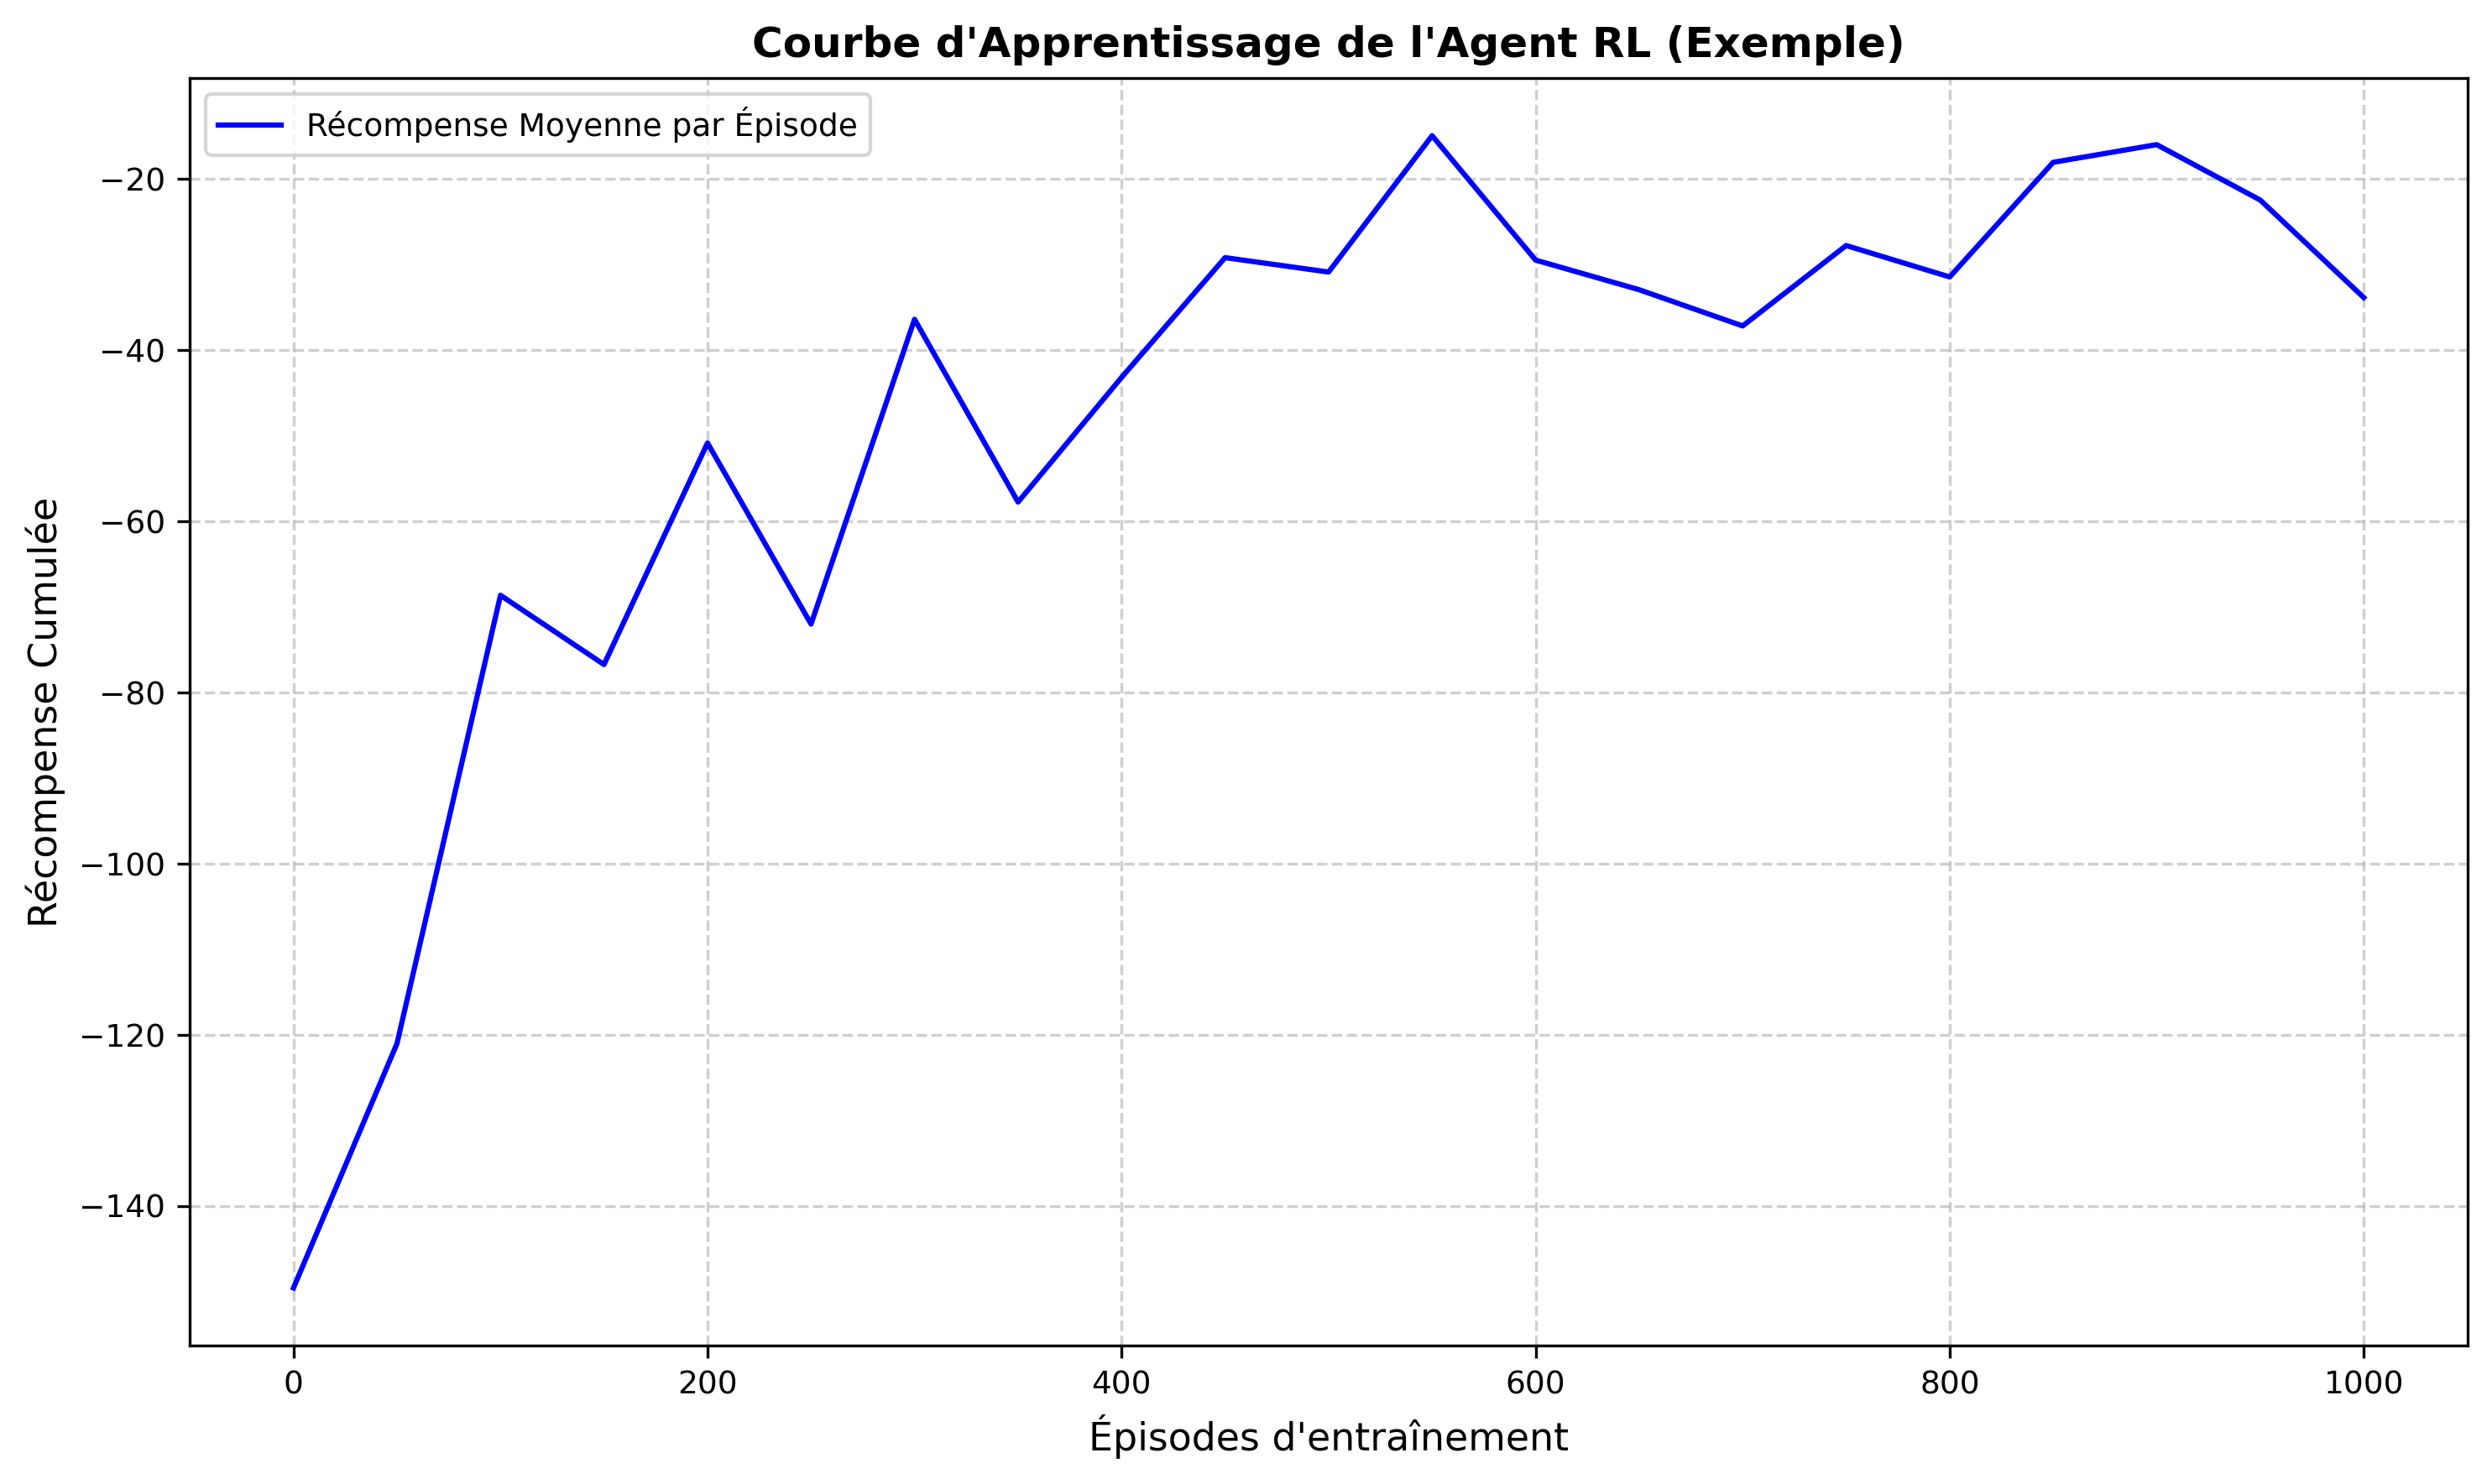 Courbe d'Apprentissage de l'Agent RL (Exemple)
Récompense Moyenne par Épisode
Récompense Cumulée
−20
−40
−60
−80
−100
−120
−140
0 200 400 600 800 1000
Épisodes d'entraînement